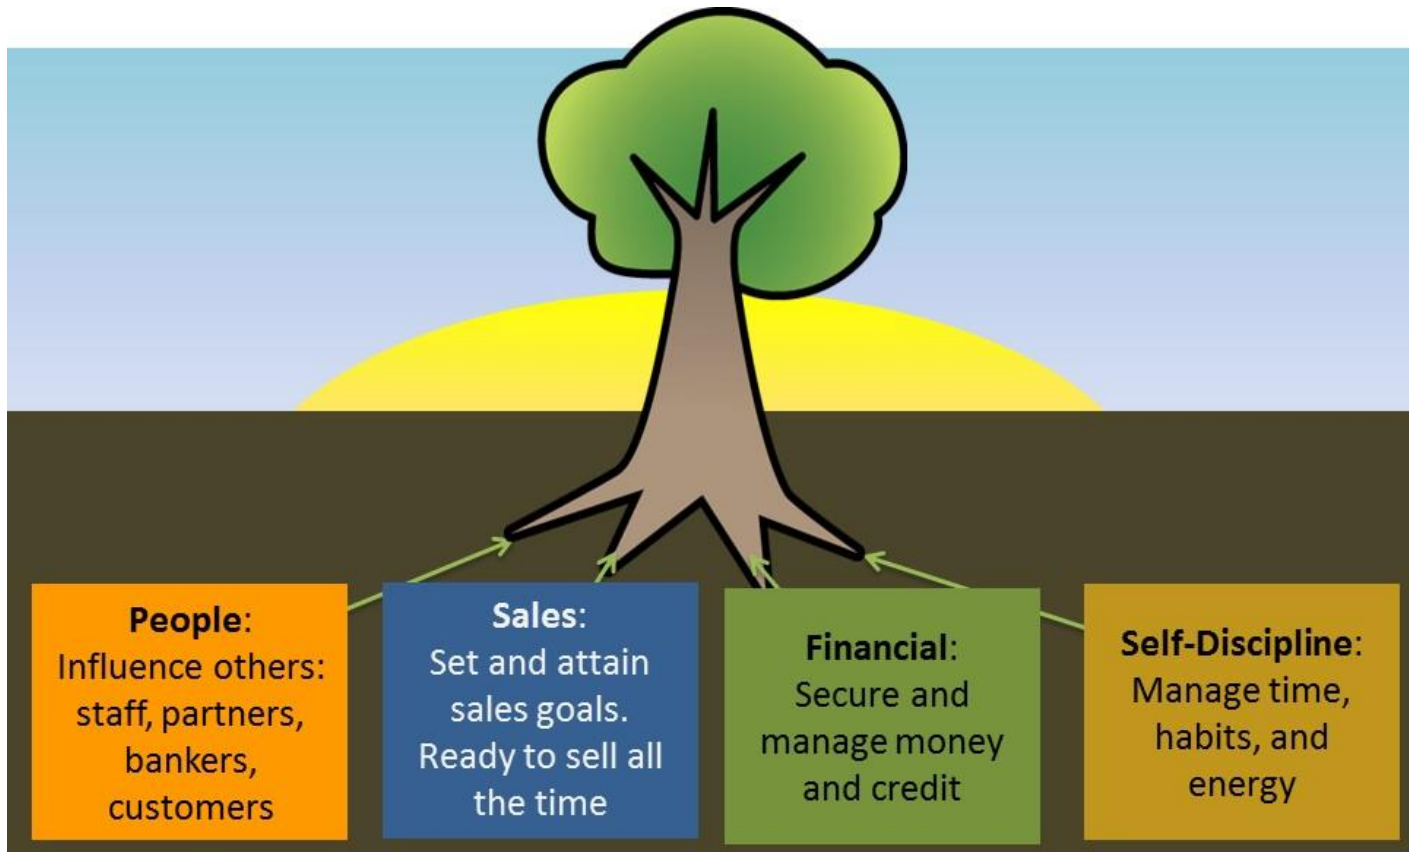 People:
Influence others:
staff, partners,
bankers,
customers
Sales:
Set and attain
sales goals.
Ready to sell all
the time
Financial:
Secure and
manage money
and credit
Self-Discipline:
Manage time,
habits, and
energy